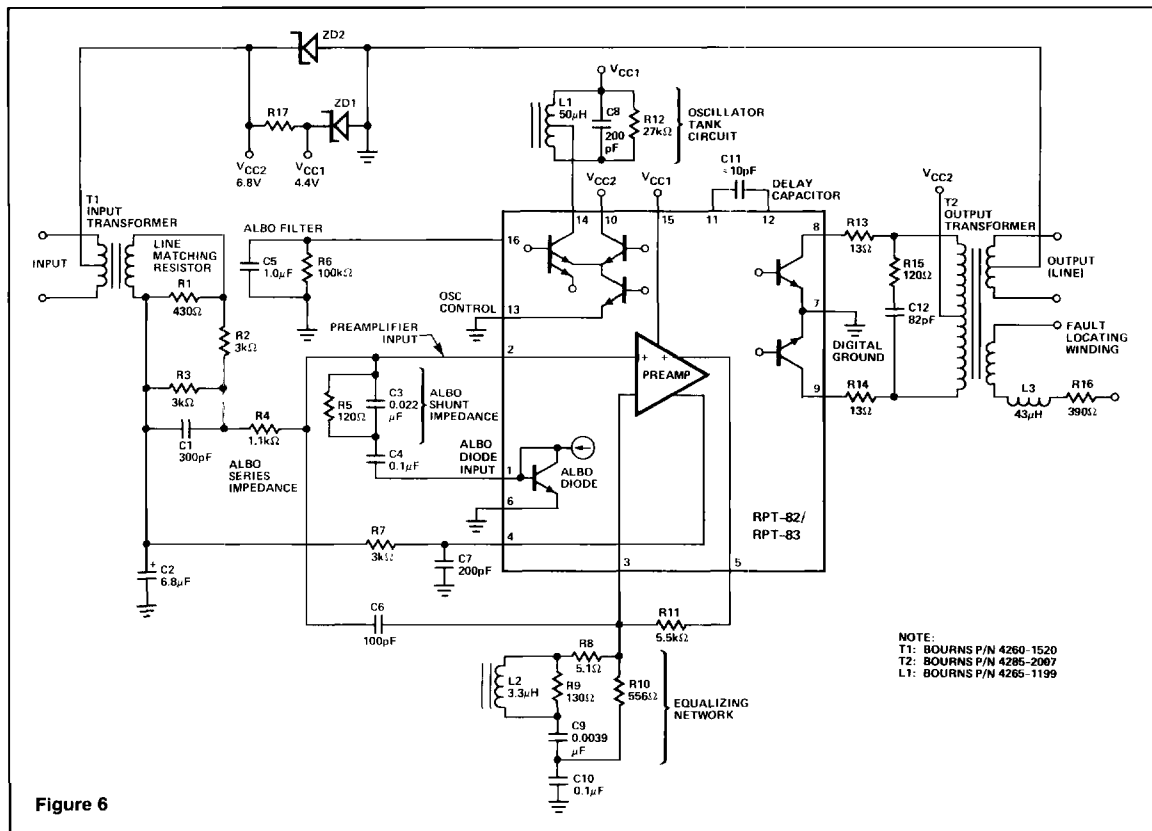 ZD2
R17
ZD1
VCC2
6.8V
VCC1
4.4V
VCC1
L1
50μH
C8
200
pF
R12
27kΩ
OSCILLATOR
TANK
CIRCUIT
C11
10pF
DELAY
CAPACITOR
VCC2
VCC1
14
10
15
11
12
T1
INPUT
TRANSFORMER
INPUT
LINE
MATCHING
RESISTOR
R1
430Ω
R2
3kΩ
R3
3kΩ
C1
300pF
R4
1.1kΩ
ALBO
SERIES
IMPEDANCE
ALBO FILTER
C5
1.0μF
R6
100kΩ
16
OSC
CONTROL
13
PREAMPLIFIER
INPUT
2
R5
120Ω
C3
0.022
μF
ALBO
SHUNT
IMPEDANCE
C4
0.1μF
ALBO
DIODE
INPUT
1
ALBO
DIODE
6
+ +
PREAMP
VCC2
T2
OUTPUT
TRANSFORMER
8
R13
13Ω
R15
120Ω
C12
82pF
7
DIGITAL
GROUND
9
R14
13Ω
OUTPUT
(LINE)
FAULT
LOCATING
WINDING
L3
43μH
R16
390Ω
RPT-82/
RPT-83
R7
3kΩ
4
C7
200pF
+
C2
6.8μF
3
5
C6
100pF
R11
5.5kΩ
R8
5.1Ω
L2
3.3μH
R9
130Ω
R10
556Ω
C9
0.0039
μF
EQUALIZING
NETWORK
C10
0.1μF
NOTE:
T1: BOURNS P/N 4260-1520
T2: BOURNS P/N 4285-2007
L1: BOURNS P/N 4265-1199
Figure 6